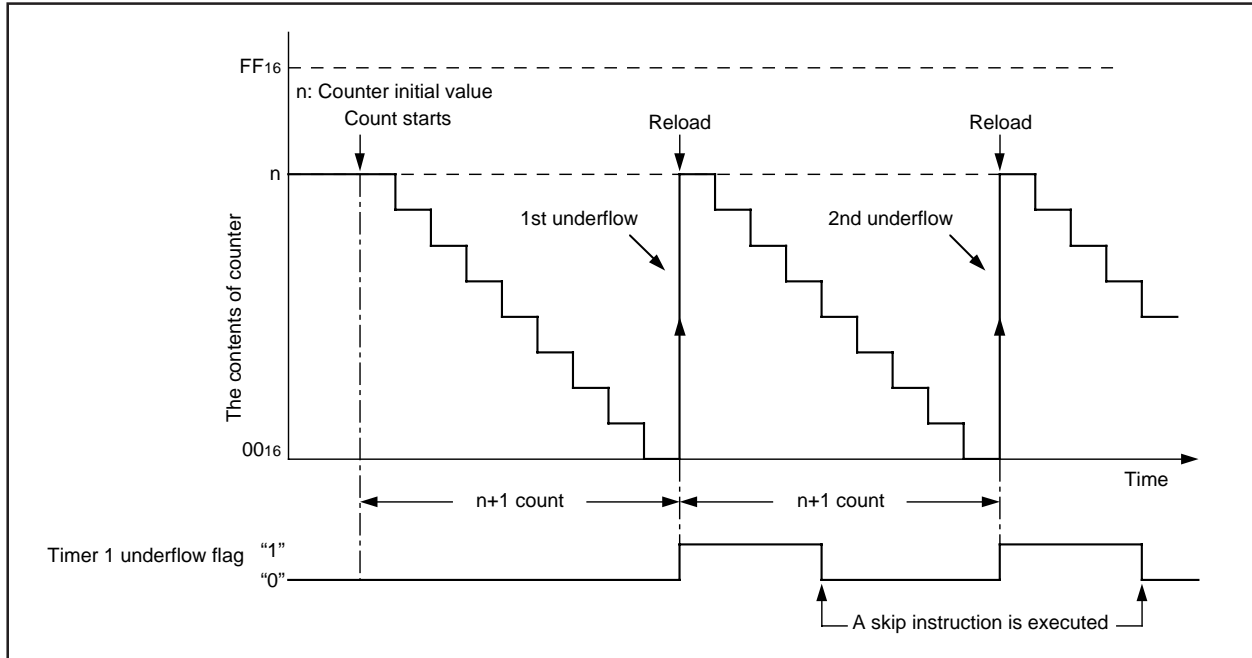 FF16
n: Counter initial value
Count starts
Reload
Reload
n
1st underflow
2nd underflow
The contents of counter
0016
Time
n+1 count
n+1 count
Timer 1 underflow flag
“1”
“0”
A skip instruction is executed